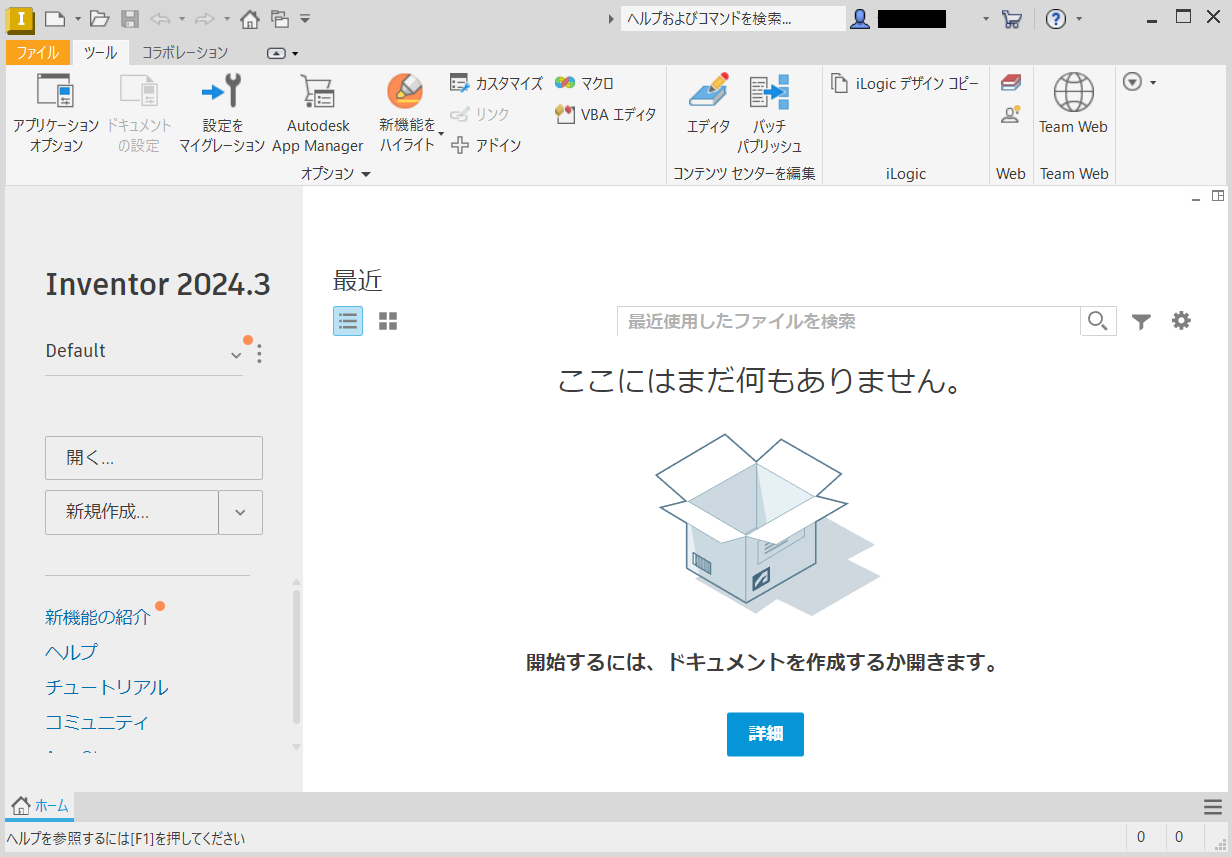 I
ヘルプおよびコマンドを検索...
ファイル
ツール
コラボレーション
アプリケーション
オプション
ドキュメント
の設定
設定を
マイグレーション
Autodesk
App Manager
新機能を
ハイライト
カスタマイズ
リンク
アドイン
マクロ
VBA エディタ
オプション
エディタ
バッチ
パブリッシュ
コンテンツ センターを編集
iLogic デザイン コピー
iLogic
Web
Team Web
Team Web
Inventor 2024.3
Default
開く...
新規作成...
新機能の紹介
ヘルプ
チュートリアル
コミュニティ
最近
最近使用したファイルを検索
ここにはまだ何もありません。
開始するには、ドキュメントを作成するか開きます。
詳細
ホーム
ヘルプを参照するには[F1]を押してください
0
0